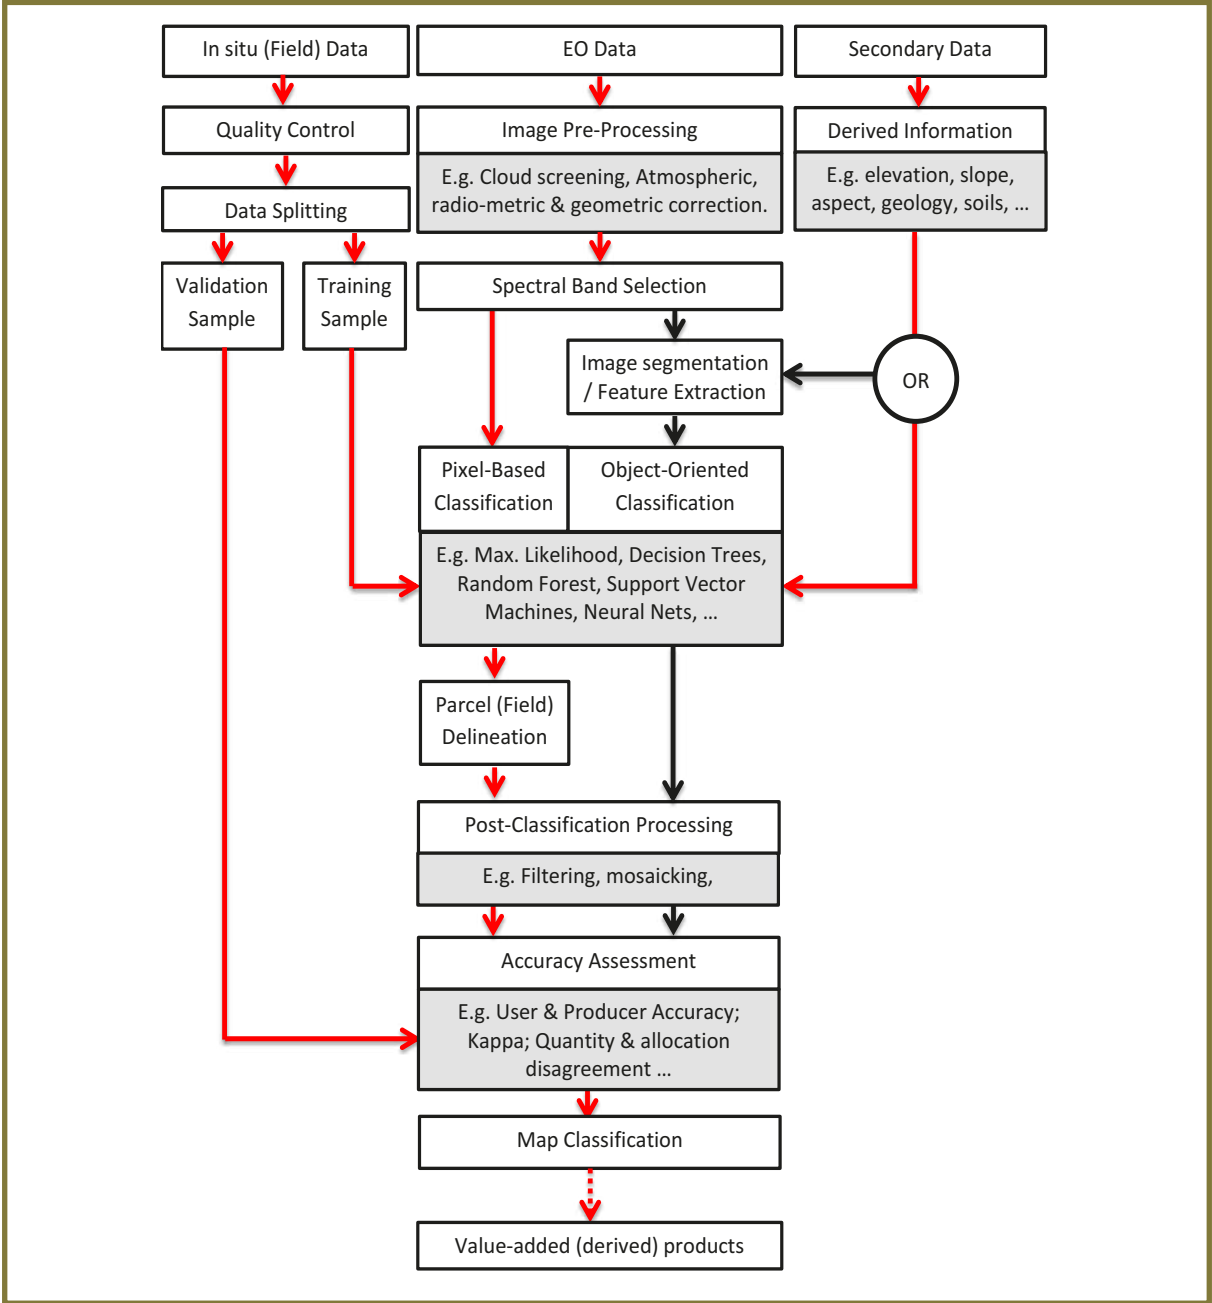 In situ (Field) Data
EO Data
Secondary Data
Quality Control
Image Pre-Processing
Derived Information
E.g. Cloud screening, Atmospheric,
radio-metric & geometric correction.
E.g. elevation, slope,
aspect, geology, soils, ...
Data Splitting
Validation
Sample
Training
Sample
Spectral Band Selection
Image segmentation
/ Feature Extraction
OR
Pixel-Based
Classification
Object-Oriented
Classification
E.g. Max. Likelihood, Decision Trees,
Random Forest, Support Vector
Machines, Neural Nets, ...
Parcel (Field)
Delineation
Post-Classification Processing
E.g. Filtering, mosaicking,
Accuracy Assessment
E.g. User & Producer Accuracy;
Kappa; Quantity & allocation
disagreement ...
Map Classification
Value-added (derived) products